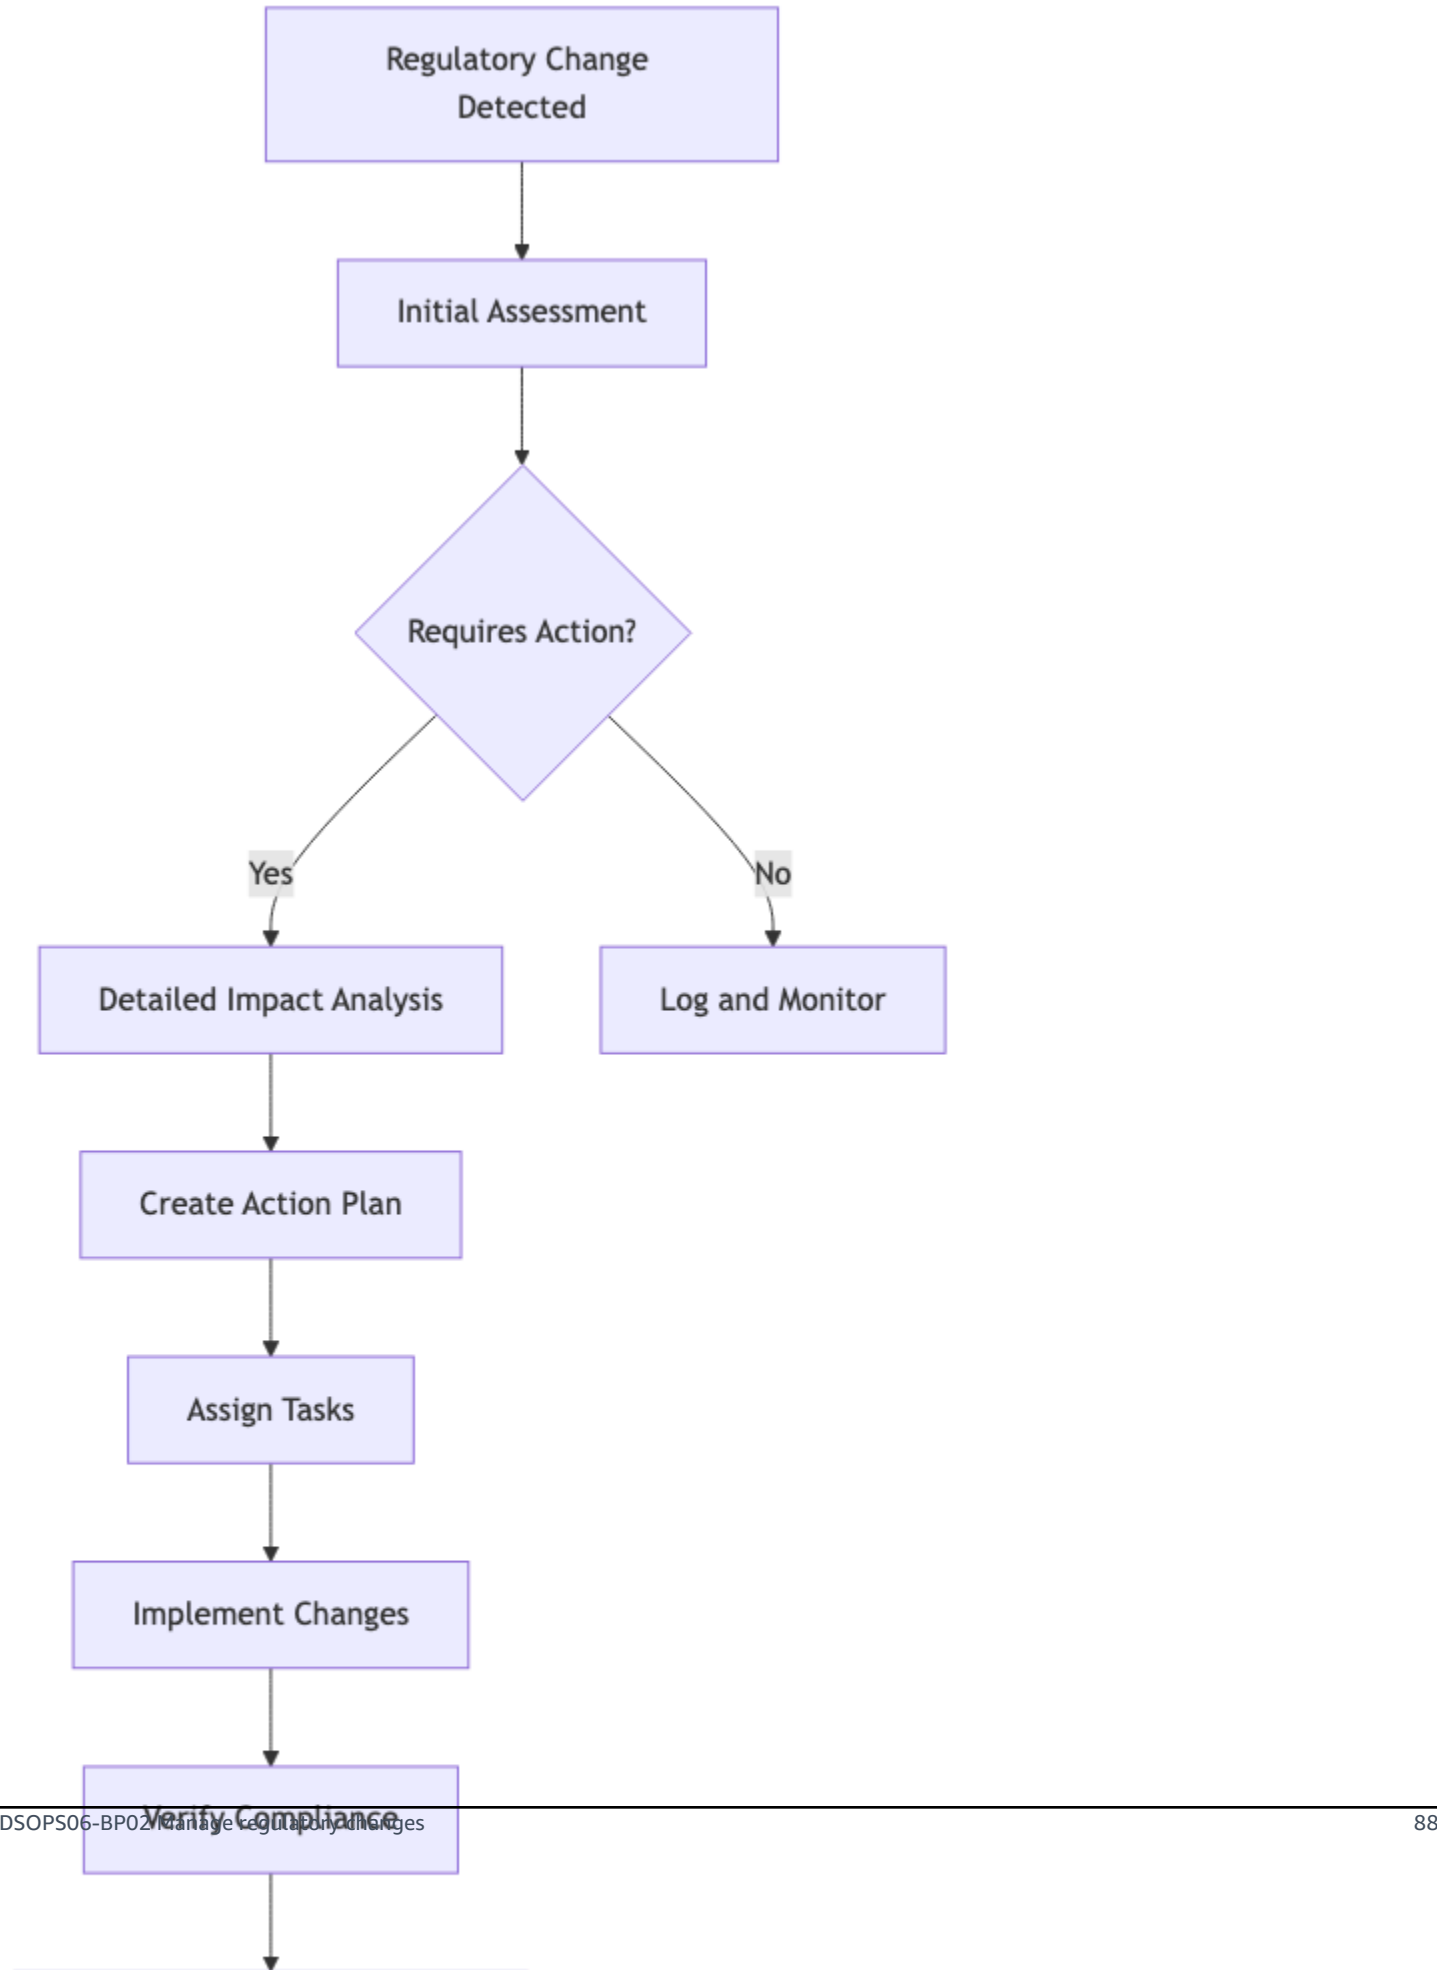 Regulatory Change
Detected
Initial Assessment
Requires Action?
Yes
No
Detailed Impact Analysis
Log and Monitor
Create Action Plan
Assign Tasks
Implement Changes
Verify Compliance
DSOPS06-BP02 Manage regulatory changes
88